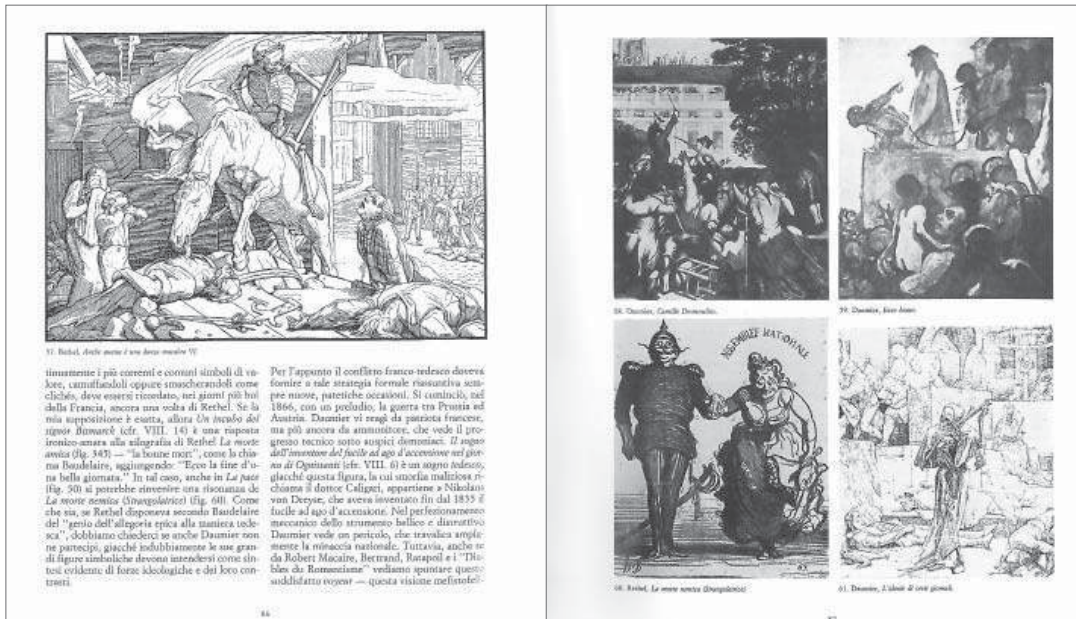 57. Rethel, Anche questa è una danza macabra VI.
tinuamente i più correnti e comuni simboli di va-
lore, camuffandoli oppure smascherandoli come
clichés, deve essersi ricordato, nei giorni più bui
della Francia, ancora una volta di Rethel. Se la
mia supposizione è esatta, allora Un incubo del
signor Bismarck (cfr. VIII. 14) è una risposta
ironico-amara alla xilografia di Rethel La morte
amica (fig. 345) — "la bonne mort", come la chia-
ma Baudelaire, aggiungendo: "Ecco la fine d'u-
na bella giornata." In tal caso, anche in La pace
(fig. 50) si potrebbe rinvenire una risonanza de
La morte nemica (Strangolatrice) (fig. 60). Come
che sia, se Rethel disponeva secondo Baudelaire
del "genio dell'allegoria epica alla maniera tede-
sca", dobbiamo chiederci se anche Daumier non
ne partecipi, giacché indubbiamente le sue gran-
di figure simboliche devono intendersi come sin-
tesi evidente di forze ideologiche e dei loro con-
trasti.
Per l'appunto il conflitto franco-tedesco doveva
fornire a tale strategia formale riassuntiva sem-
pre nuove, patetiche occasioni. Si cominciò, nel
1866, con un preludio, la guerra tra Prussia ed
Austria. Daumier vi reagì da patriota francese,
ma più ancora da ammonitore, che vede il pro-
gresso tecnico sotto auspici demoniaci. Il sogno
dell'inventore del fucile ad ago d'accensione nel gior-
no di Ognissanti (cfr. VIII. 6) è un sogno tedesco,
giacché questa figura, la cui smorfia maliziosa ri-
chiama il dottor Caligari, appartiene a Nikolaus
von Dreyse, che aveva inventato fin dal 1835 il
fucile ad ago d'accensione. Nel perfezionamento
meccanico dello strumento bellico e distruttivo
Daumier vede un pericolo, che travalica ampia-
mente la minaccia nazionale. Tuttavia, anche se
da Robert Macaire, Bertrand, Ratapoil e i "Dia-
bles du Romantisme" vediamo spuntare questo
soddisfatto voyeur — questa visione mefistofe-
86
58. Daumier, Camille Desmoulins.
59. Daumier, Ecce homo.
ASSEMBLEE NATIONALE
60. Rethel, La morte nemica (Strangolatrice)
61. Daumier, L'ideale di certi giornali.
87